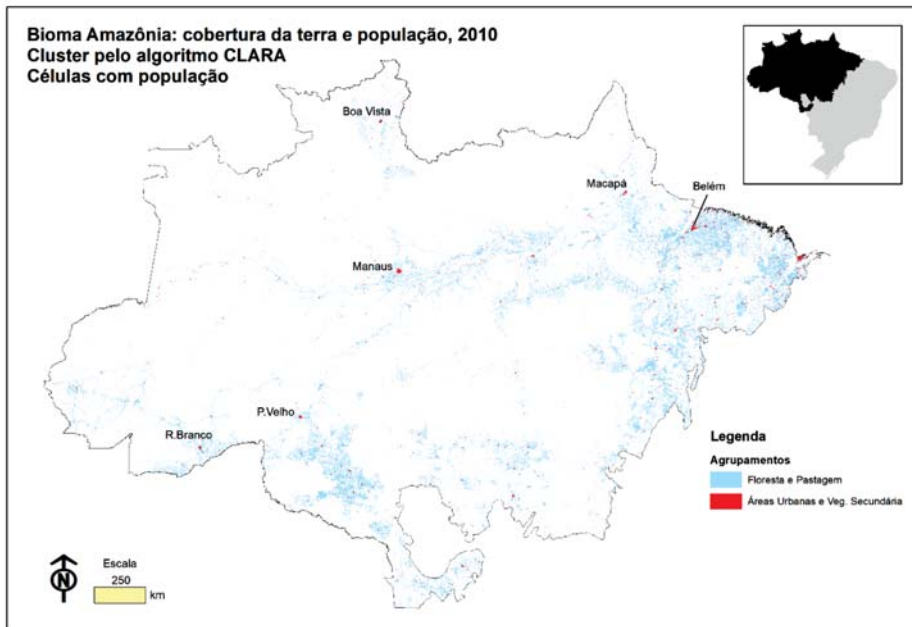 Bioma Amazônia: cobertura da terra e população, 2010
Cluster pelo algoritmo CLARA
Células com população
Boa Vista
Macapá
Belém
Manaus
P.Velho
R.Branco
Legenda
Agrupamentos
Floresta e Pastagem
Áreas Urbanas e Veg. Secundária
Escala
250
km
N